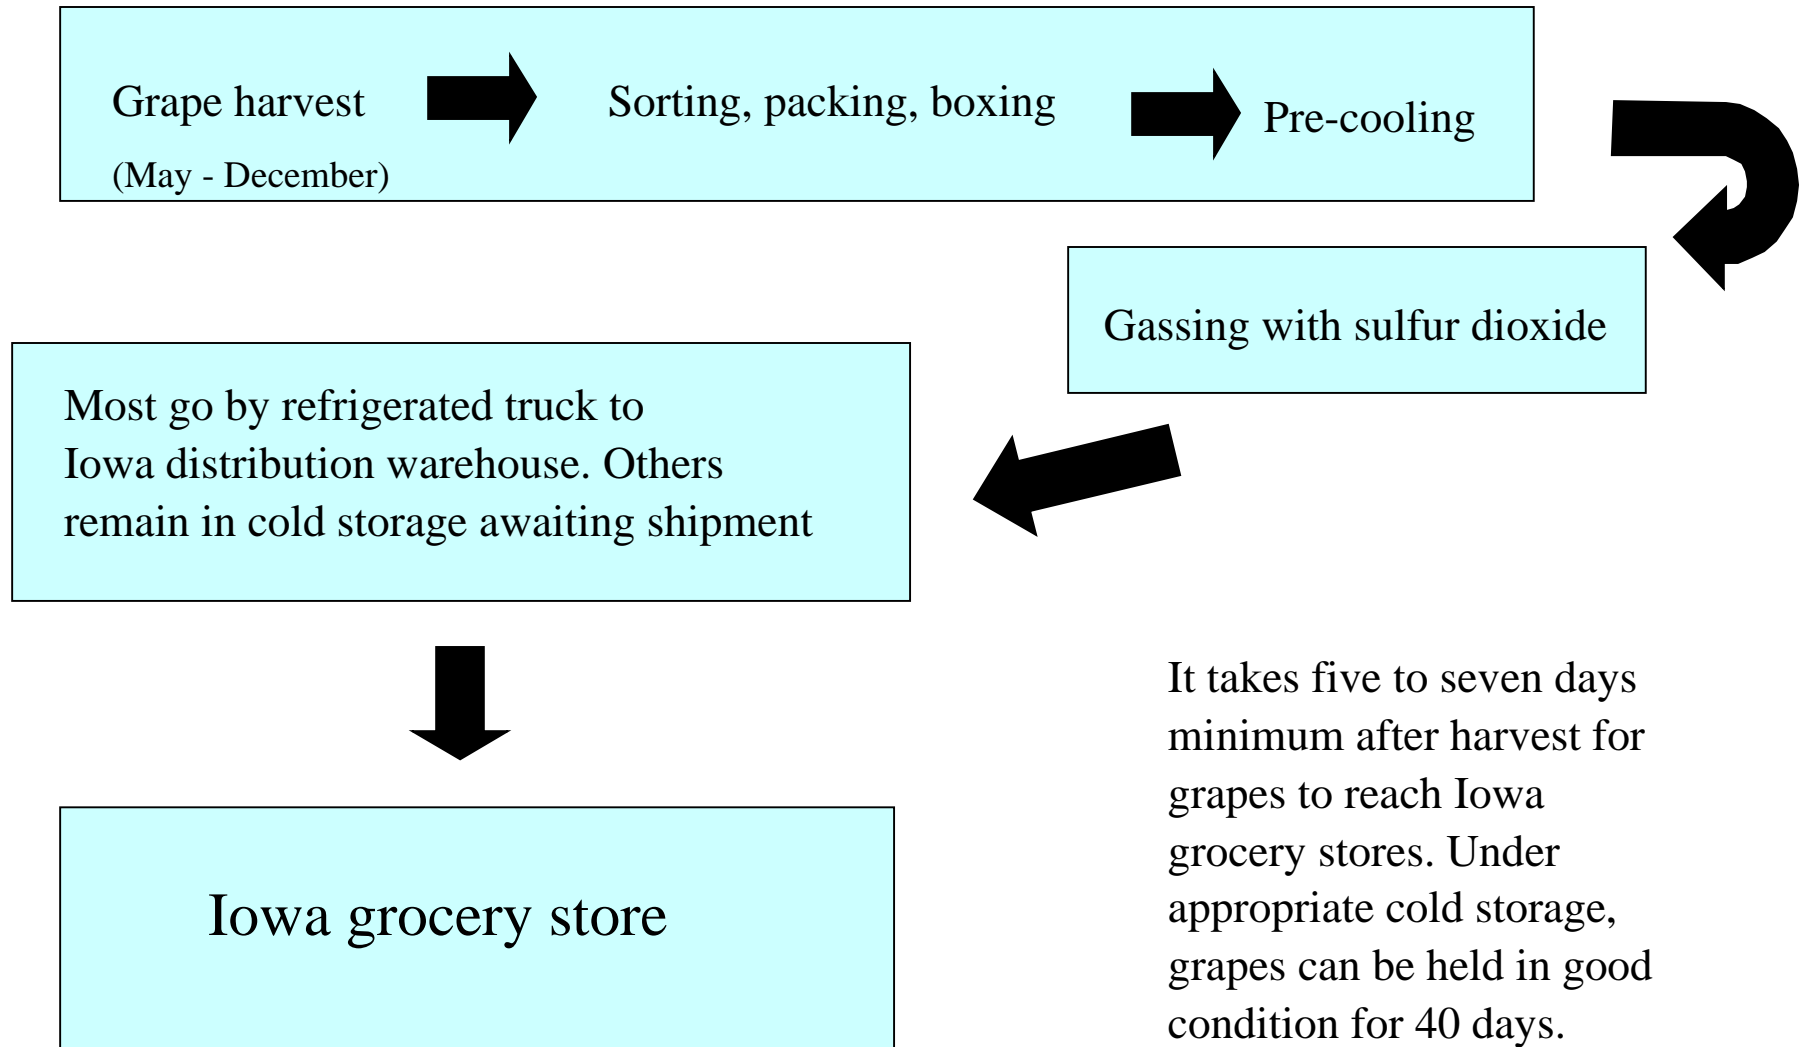 Grape harvest
(May - December)
Sorting, packing, boxing
Pre-cooling
Gassing with sulfur dioxide
Most go by refrigerated truck to
Iowa distribution warehouse. Others
remain in cold storage awaiting shipment
Iowa grocery store
It takes five to seven days
minimum after harvest for
grapes to reach Iowa
grocery stores. Under
appropriate cold storage,
grapes can be held in good
condition for 40 days.